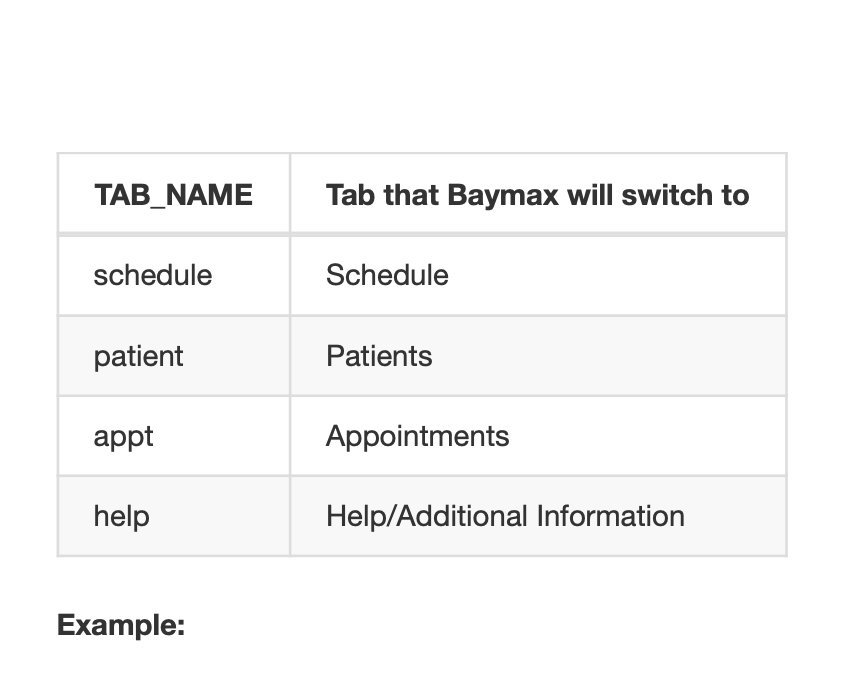 TAB_NAME Tab that Baymax will switch to
schedule Schedule
patient Patients
appt Appointments
help Help/Additional Information
Example: